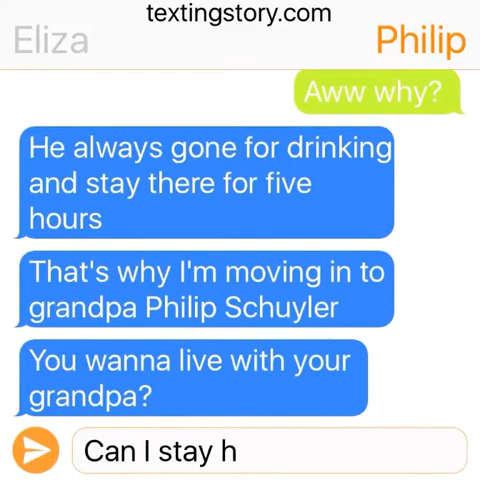 textingstory.com
Eliza
Philip
Aww why?
He always gone for drinking
and stay there for five
hours
That's why I'm moving in to
grandpa Philip Schuyler
You wanna live with your
grandpa?
Can I stay h